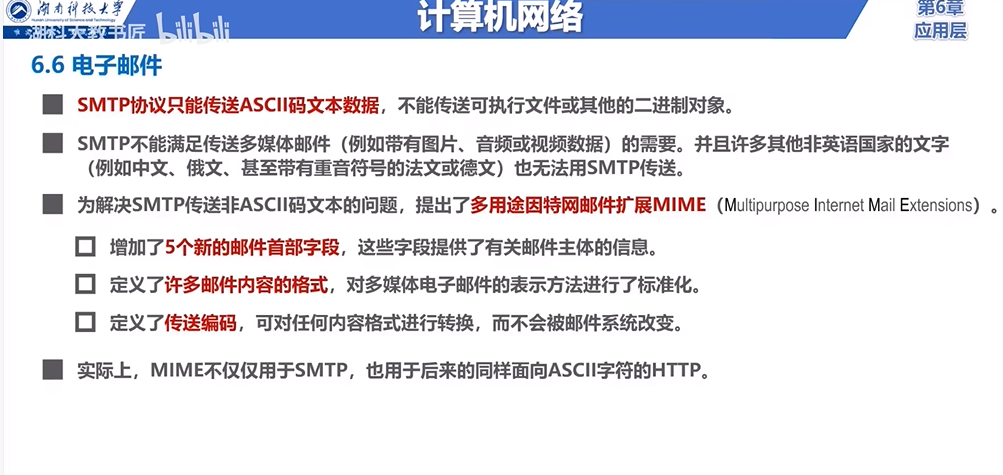 湖南科技大学
Hunan University of Science and Technology
湖科大教书匠 bilibili
计算机网络
第6章
应用层
6.6 电子邮件
SMTP协议只能传送ASCII码文本数据，不能传送可执行文件或其他的二进制对象。
SMTP不能满足传送多媒体邮件（例如带有图片、音频或视频数据）的需要。并且许多其他非英语国家的文字
（例如中文、俄文、甚至带有重音符号的法文或德文）也无法用SMTP传送。
为解决SMTP传送非ASCII码文本的问题，提出了多用途因特网邮件扩展MIME（Multipurpose Internet Mail Extensions）。
增加了5个新的邮件首部字段，这些字段提供了有关邮件主体的信息。
定义了许多邮件内容的格式，对多媒体电子邮件的表示方法进行了标准化。
定义了传送编码，可对任何内容格式进行转换，而不会被邮件系统改变。
实际上，MIME不仅仅用于SMTP，也用于后来的同样面向ASCII字符的HTTP。